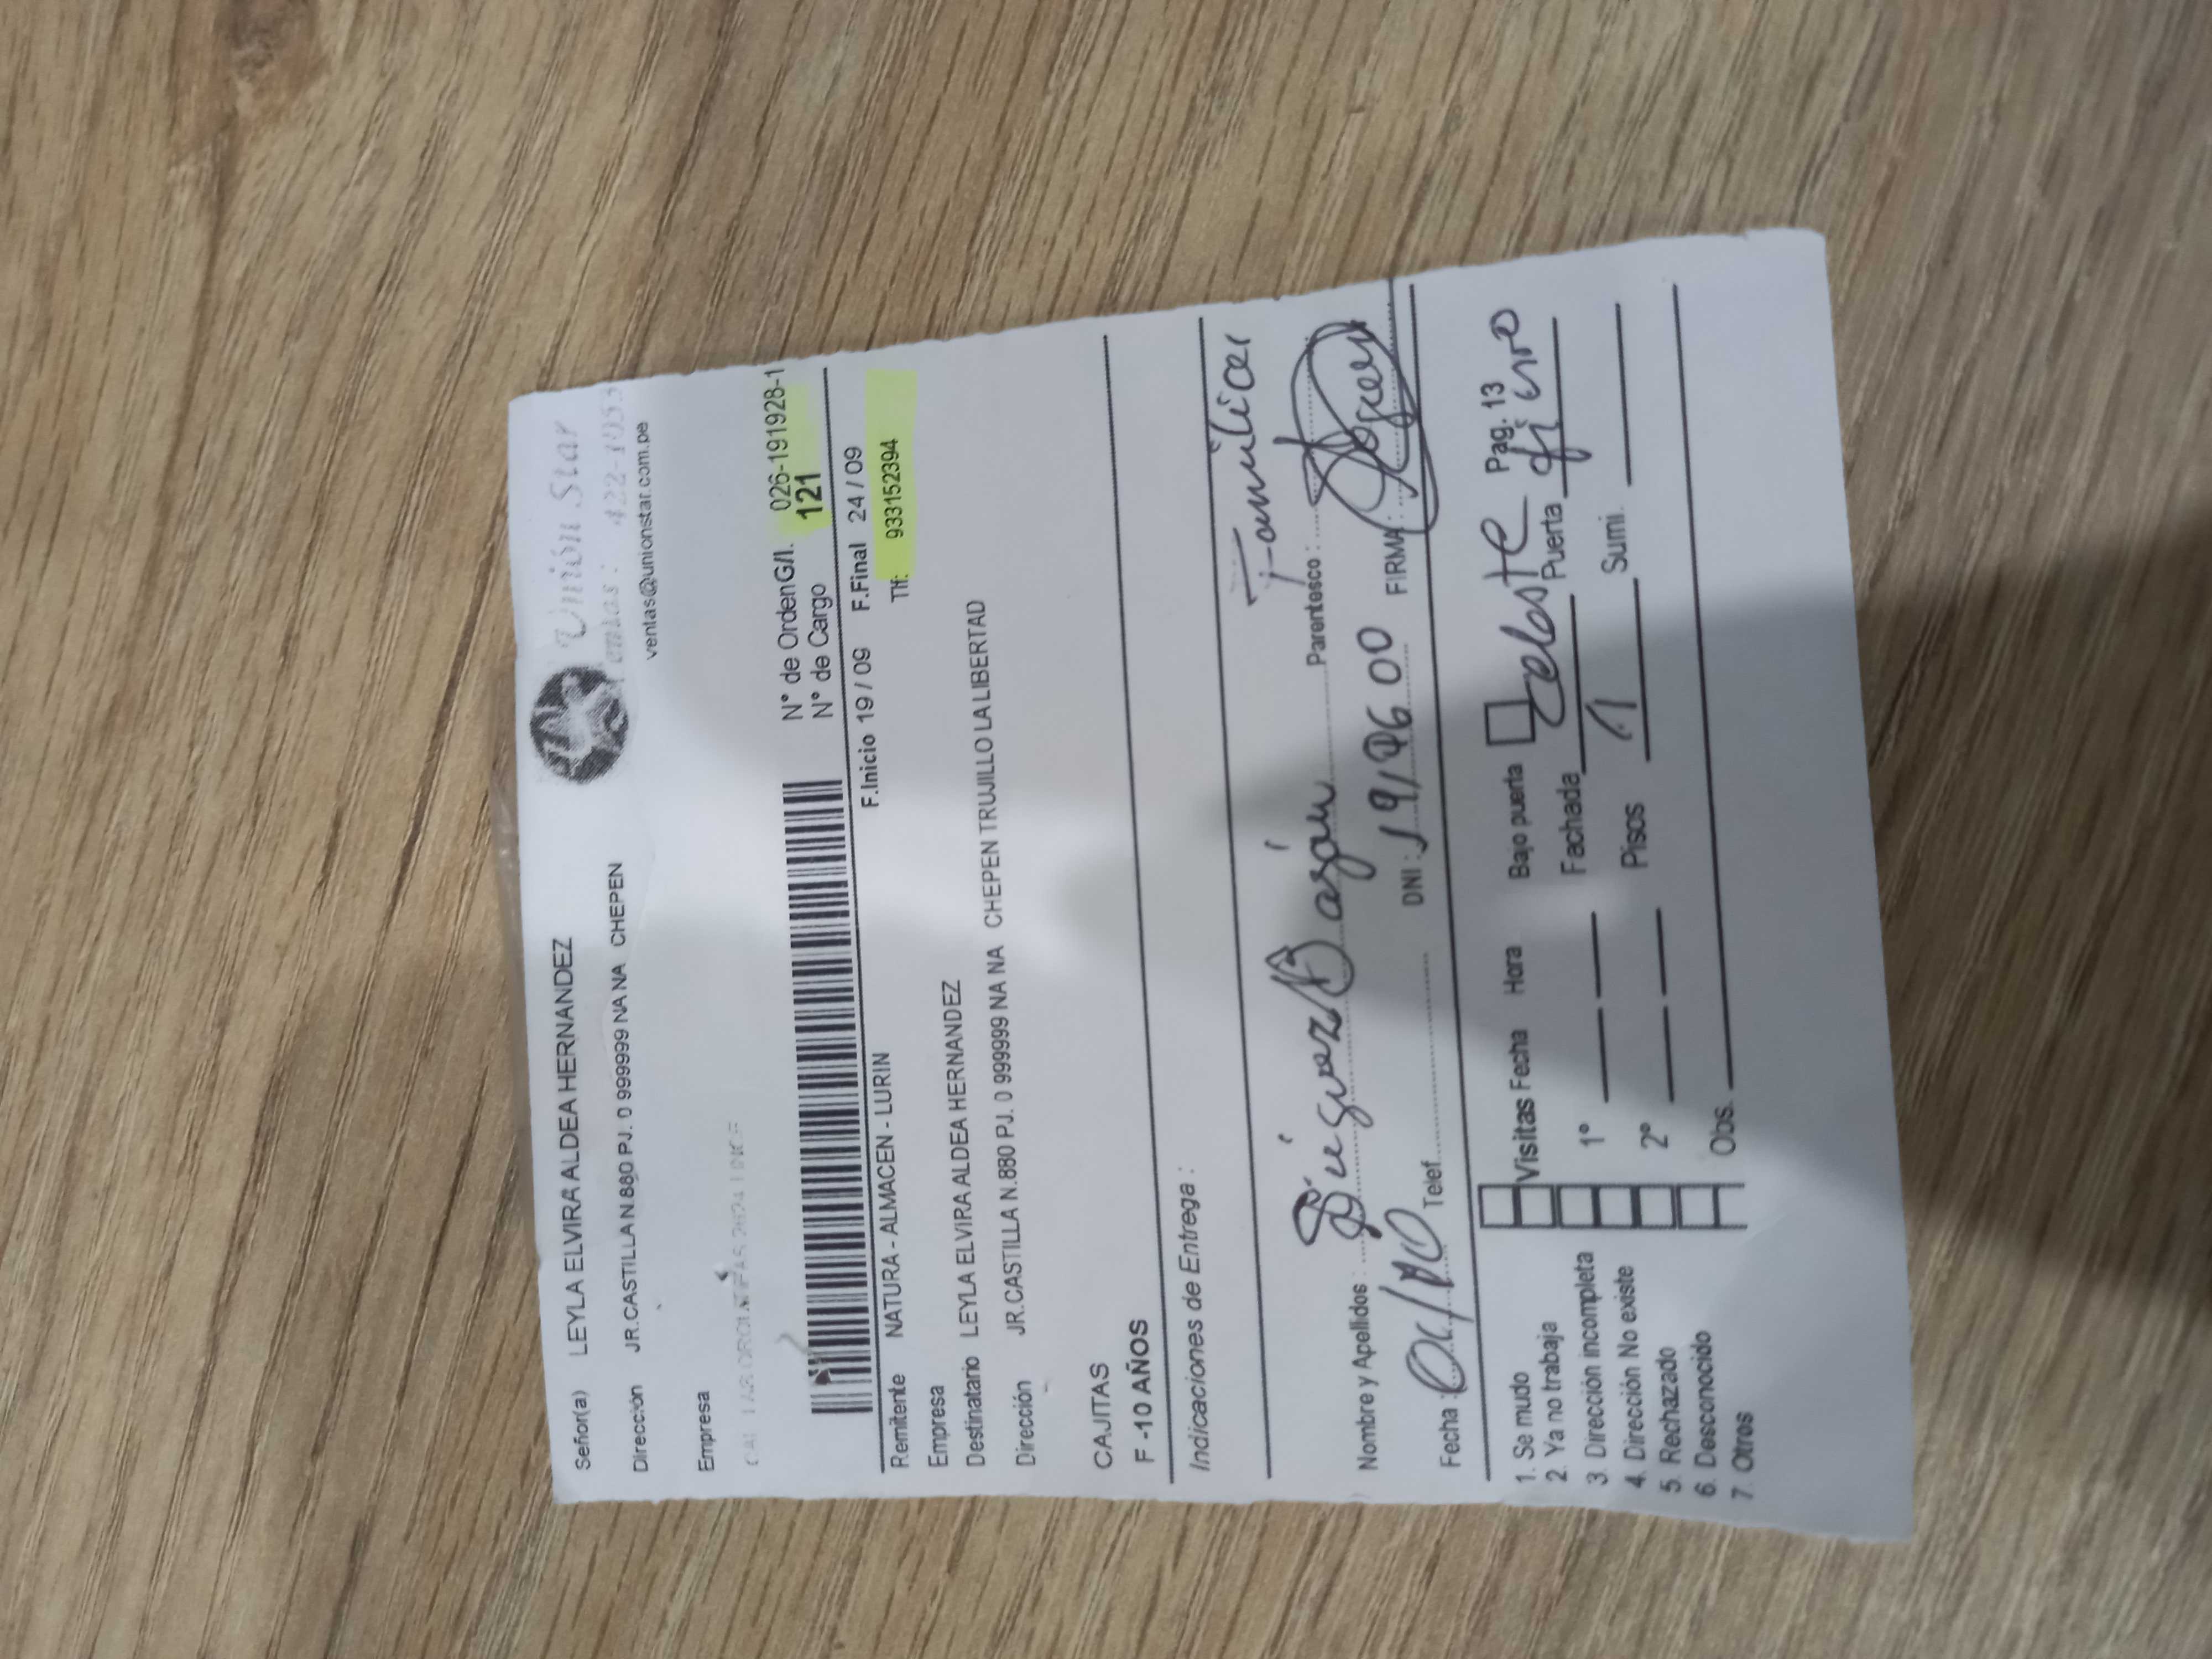 Señor(a) LEYLA ELVIRA ALDEA HERNANDEZ
Unión Star
Dirección JR.CASTILLA N.880 PJ. 0 999999 NA NA CHEPEN
ventas@unionstar.com.pe
Empresa
N° de OrdenG/I. 026-191928-1
N° de Cargo 121
F.Inicio 19 / 09 F.Final 24 / 09
Remitente NATURA - ALMACEN - LURIN
Tlf: 933152394
Empresa
Destinatario LEYLA ELVIRA ALDEA HERNANDEZ
Dirección JR.CASTILLA N.880 PJ. 0 999999 NA NA CHEPEN TRUJILLO LA LIBERTAD
CAJITAS
F -10 AÑOS
Indicaciones de Entrega :
Familiar
Nombre y Apellidos : Bazán Parentesco :
Fecha : Telef. DNI : FIRMA :
1. Se mudo
2. Ya no trabaja
3. Dirección incompleta
4. Dirección No existe
5. Rechazado
6. Desconocido
7. Otros
Visitas Fecha Hora Bajo puerta Pag. 13
1° Fachada Celeste Puerta
2° Pisos 1 Sumi.
Obs.